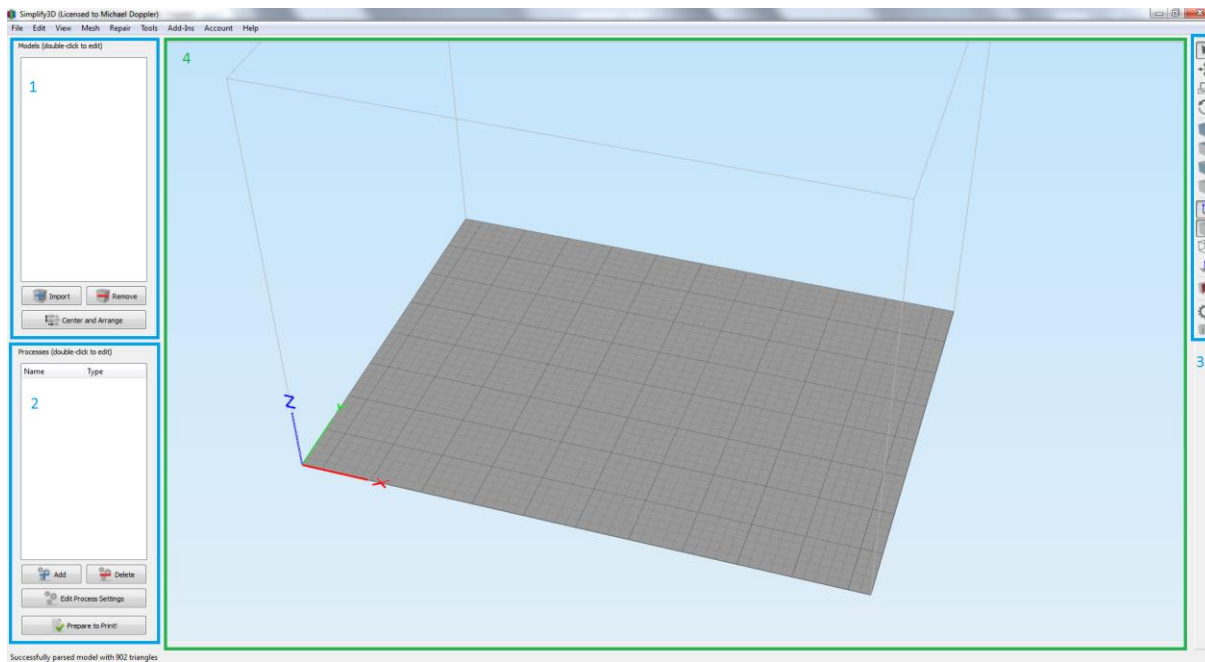 Simplify3D (Licensed to Michael Doppler)
File Edit View Mesh Repair Tools Add-Ins Account Help
Models (double-click to edit)
1
Import Remove
Center and Arrange
Processes (double-click to edit)
Name Type
2
Add Delete
Edit Process Settings
Prepare to Print!
4
Z
Y
X
3
Successfully parsed model with 902 triangles